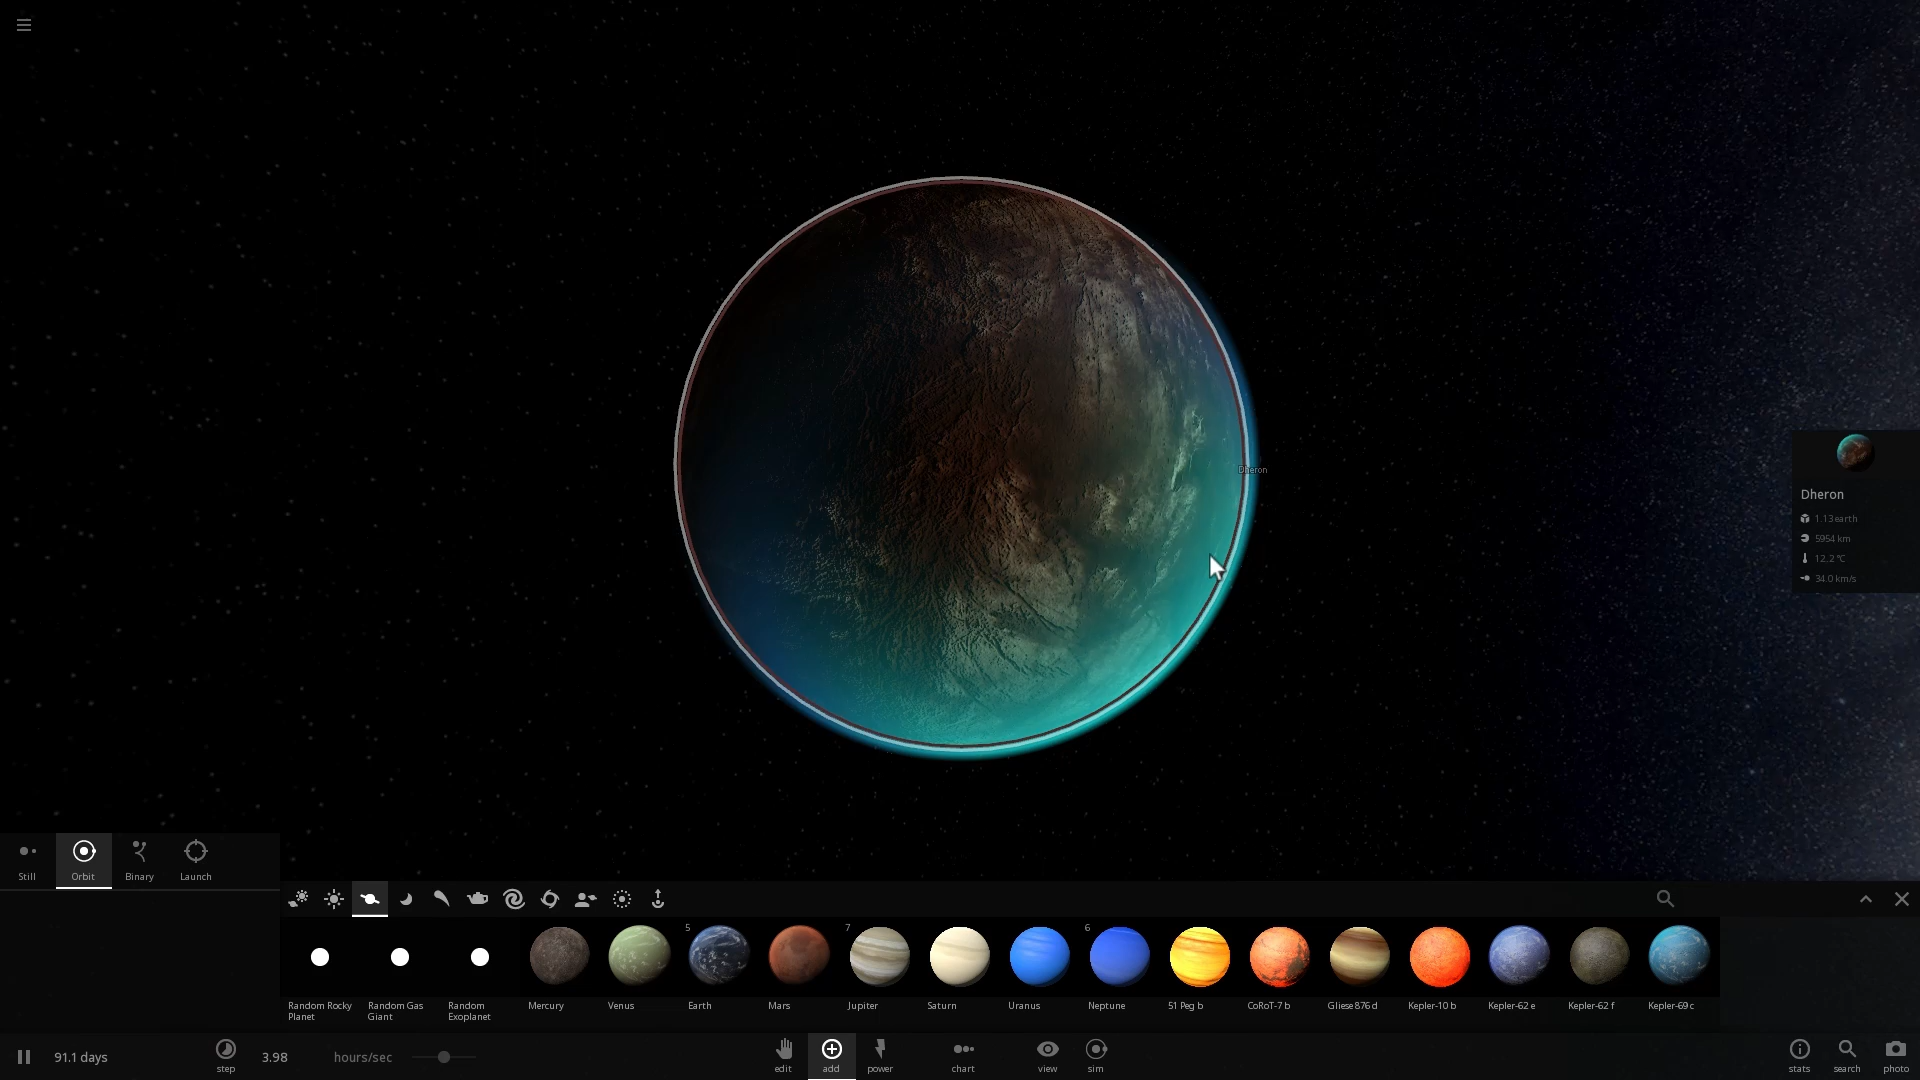 Dheron
Dheron
1.13 earth
5954 km
12.2 °C
34.0 km/s
Still
Orbit
Binary
Launch
5
7
6
Random Rocky
Planet
Random Gas
Giant
Random
Exoplanet
Mercury
Venus
Earth
Mars
Jupiter
Saturn
Uranus
Neptune
51 Peg b
CoRoT-7 b
Gliese 876 d
Kepler-10 b
Kepler-62 e
Kepler-62 f
Kepler-69 c
91.1 days
step
3.98
hours/sec
edit
add
power
chart
view
sim
stats
search
photo